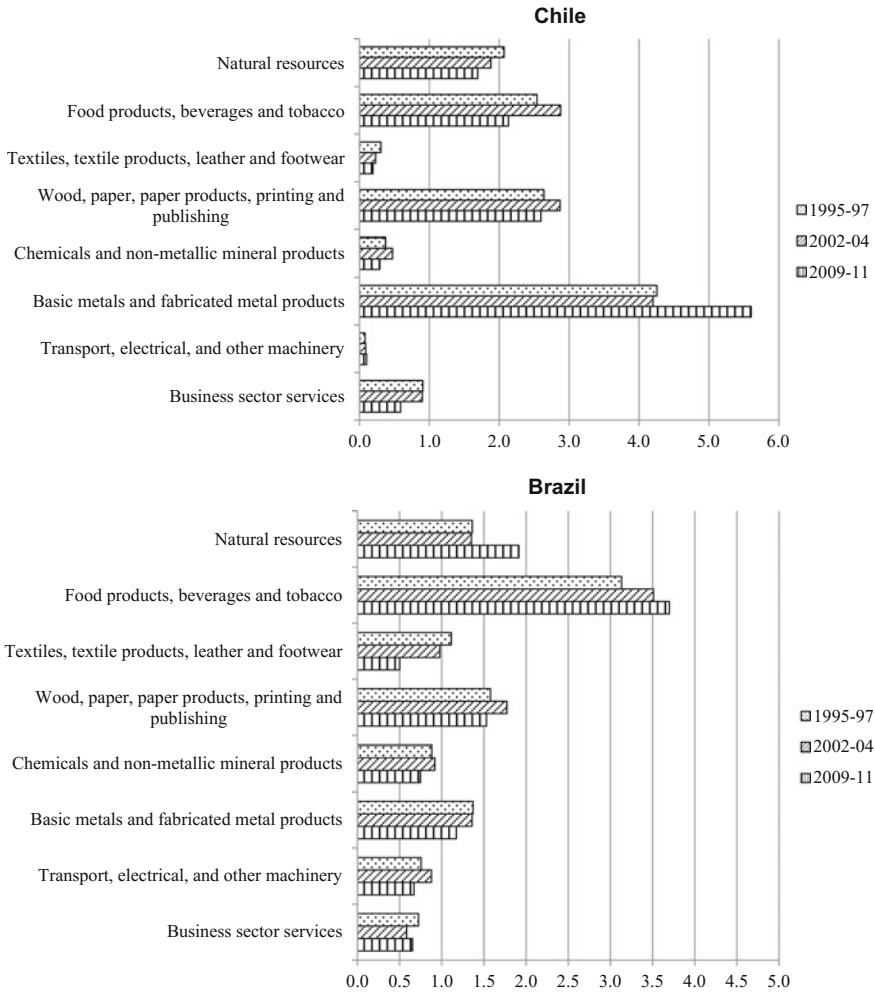 Chile
Natural resources
Food products, beverages and tobacco
Textiles, textile products, leather and footwear
Wood, paper, paper products, printing and
publishing
Chemicals and non-metallic mineral products
Basic metals and fabricated metal products
Transport, electrical, and other machinery
Business sector services
0.0 1.0 2.0 3.0 4.0 5.0 6.0
1995-97
2002-04
2009-11
Brazil
Natural resources
Food products, beverages and tobacco
Textiles, textile products, leather and footwear
Wood, paper, paper products, printing and
publishing
Chemicals and non-metallic mineral products
Basic metals and fabricated metal products
Transport, electrical, and other machinery
Business sector services
0.0 0.5 1.0 1.5 2.0 2.5 3.0 3.5 4.0 4.5 5.0
1995-97
2002-04
2009-11